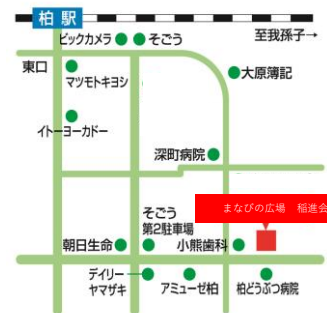 柏駅
ビックカメラ
そごう
至我孫子→
東口
マツモトキヨシ
大原簿記
イトーヨーカドー
深町病院
まなびの広場 稲進会
そごう
第2駐車場
朝日生命
小熊歯科
デイリー
ヤマザキ
アミューゼ柏
柏どうぶつ病院